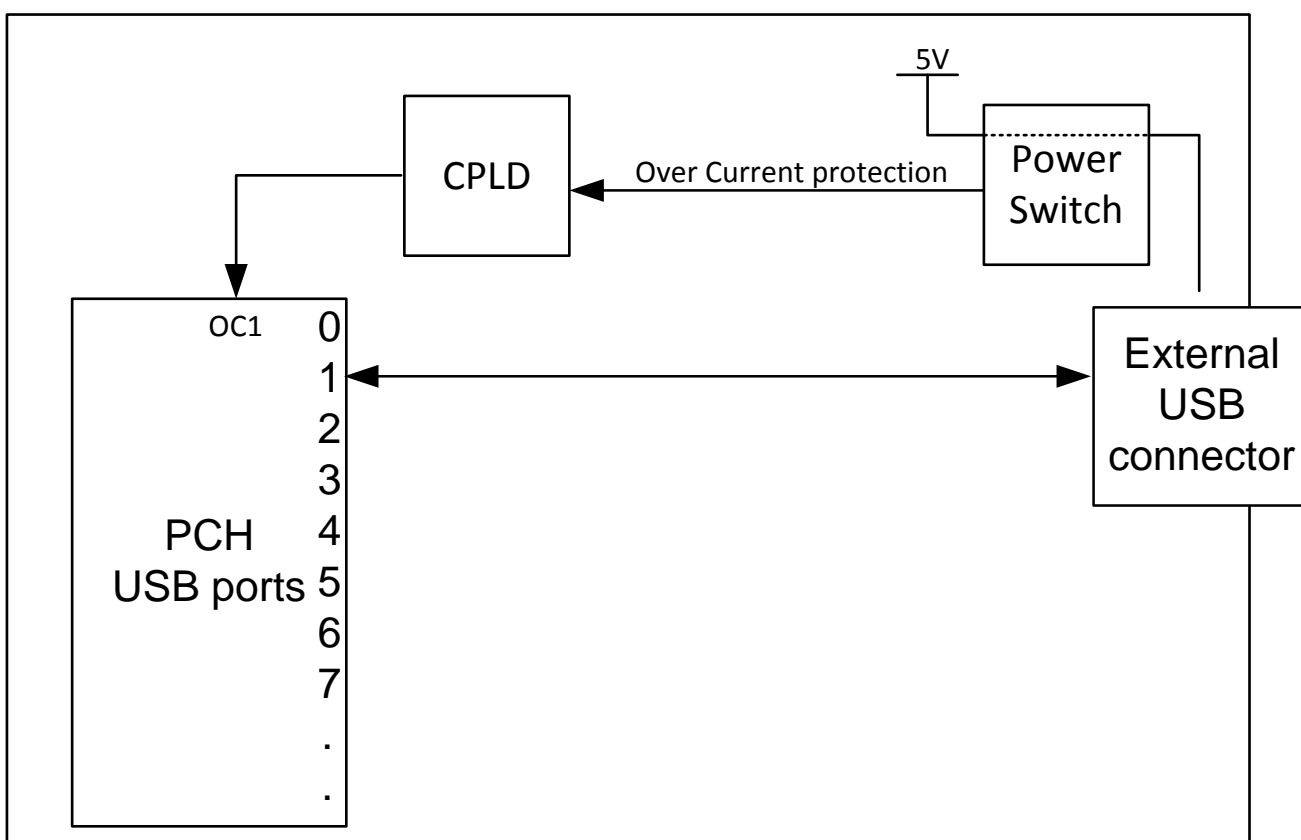 5V
CPLD
Over Current protection
Power
Switch
OC1
0
1
2
3
4
5
6
7
.
.
PCH
USB ports
External
USB
connector